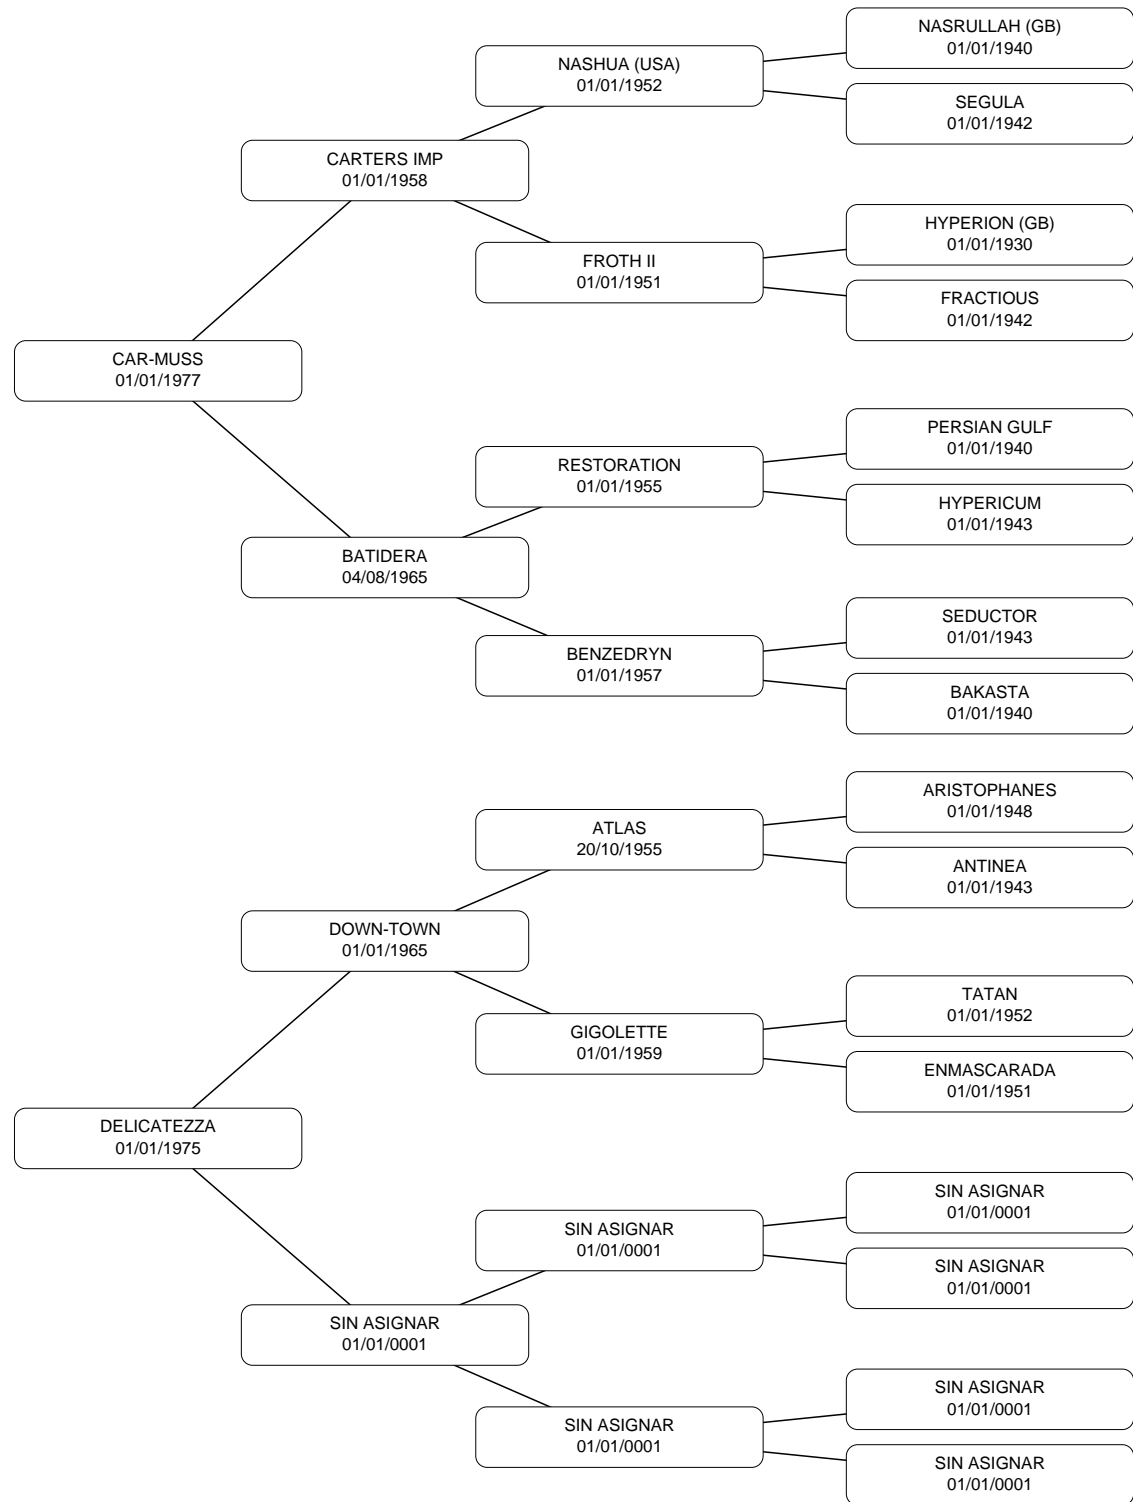 NASRULLAH (GB)
01/01/1940
NASHUA (USA)
01/01/1952
SEGULA
01/01/1942
CARTERS IMP
01/01/1958
HYPERION (GB)
01/01/1930
FROTH II
01/01/1951
FRACTIOUS
01/01/1942
CAR-MUSS
01/01/1977
PERSIAN GULF
01/01/1940
RESTORATION
01/01/1955
HYPERICUM
01/01/1943
BATIDERA
04/08/1965
SEDUCTOR
01/01/1943
BENZEDRYN
01/01/1957
BAKASTA
01/01/1940
ARISTOPHANES
01/01/1948
ATLAS
20/10/1955
ANTINEA
01/01/1943
DOWN-TOWN
01/01/1965
TATAN
01/01/1952
GIGOLETTE
01/01/1959
ENMASCARADA
01/01/1951
DELICATEZZA
01/01/1975
SIN ASIGNAR
01/01/0001
SIN ASIGNAR
01/01/0001
SIN ASIGNAR
01/01/0001
SIN ASIGNAR
01/01/0001
SIN ASIGNAR
01/01/0001
SIN ASIGNAR
01/01/0001
SIN ASIGNAR
01/01/0001